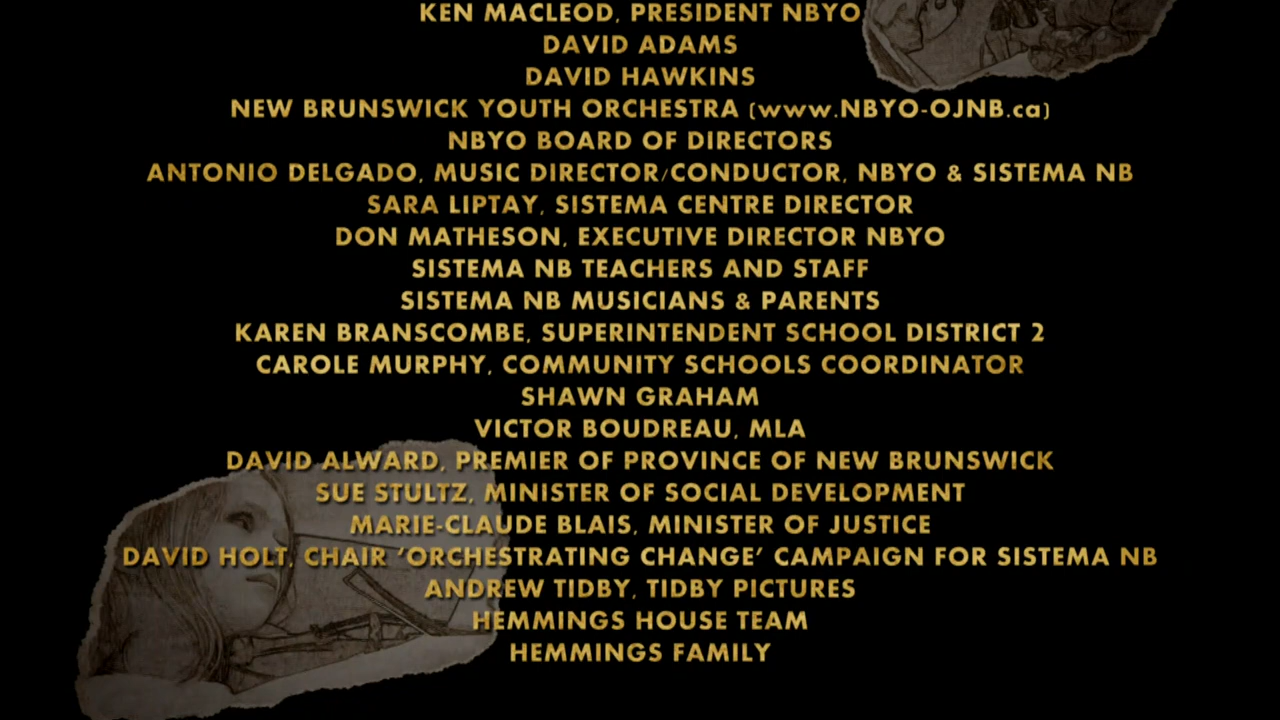 KEN MACLEOD, PRESIDENT NBYO
DAVID ADAMS
DAVID HAWKINS
NEW BRUNSWICK YOUTH ORCHESTRA (www.NBYO-OJNB.ca)
NBYO BOARD OF DIRECTORS
ANTONIO DELGADO, MUSIC DIRECTOR/CONDUCTOR, NBYO & SISTEMA NB
SARA LIPTAY, SISTEMA CENTRE DIRECTOR
DON MATHESON, EXECUTIVE DIRECTOR NBYO
SISTEMA NB TEACHERS AND STAFF
SISTEMA NB MUSICIANS & PARENTS
KAREN BRANSCOMBE, SUPERINTENDENT SCHOOL DISTRICT 2
CAROLE MURPHY, COMMUNITY SCHOOLS COORDINATOR
SHAWN GRAHAM
VICTOR BOUDREAU, MLA
DAVID ALWARD, PREMIER OF PROVINCE OF NEW BRUNSWICK
SUE STULTZ, MINISTER OF SOCIAL DEVELOPMENT
MARIE-CLAUDE BLAIS, MINISTER OF JUSTICE
DAVID HOLT, CHAIR ‘ORCHESTRATING CHANGE’ CAMPAIGN FOR SISTEMA NB
ANDREW TIDBY, TIDBY PICTURES
HEMMINGS HOUSE TEAM
HEMMINGS FAMILY